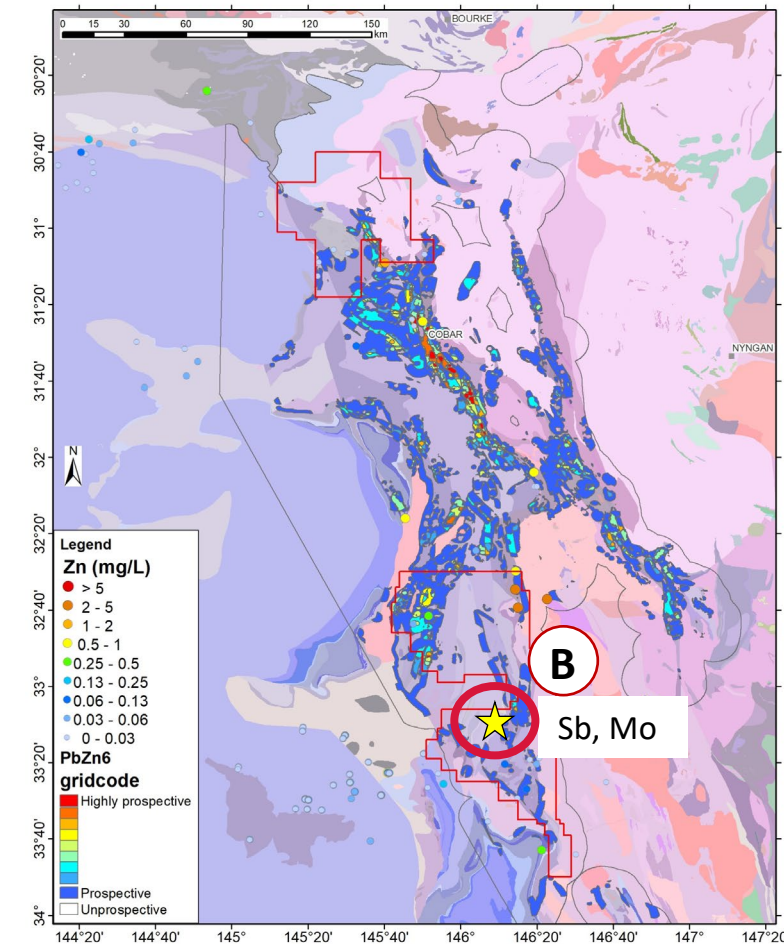 0 15 30 60 90 120 150
km
BOURKE
30°20'
30°40'
31°
31°20'
COBAR
NYNGAN
31°40'
N
32°
32°20'
Legend
Zn (mg/L)
> 5
2 - 5
1 - 2
0.5 - 1
0.25 - 0.5
0.13 - 0.25
0.06 - 0.13
0.03 - 0.06
0 - 0.03
PbZn6
gridcode
Highly prospective
Prospective
Unprospective
32°40'
33°
33°20'
33°40'
34°
B
Sb, Mo
144°20' 144°40' 145° 145°20' 145°40' 146° 146°20' 146°40' 147° 147°20